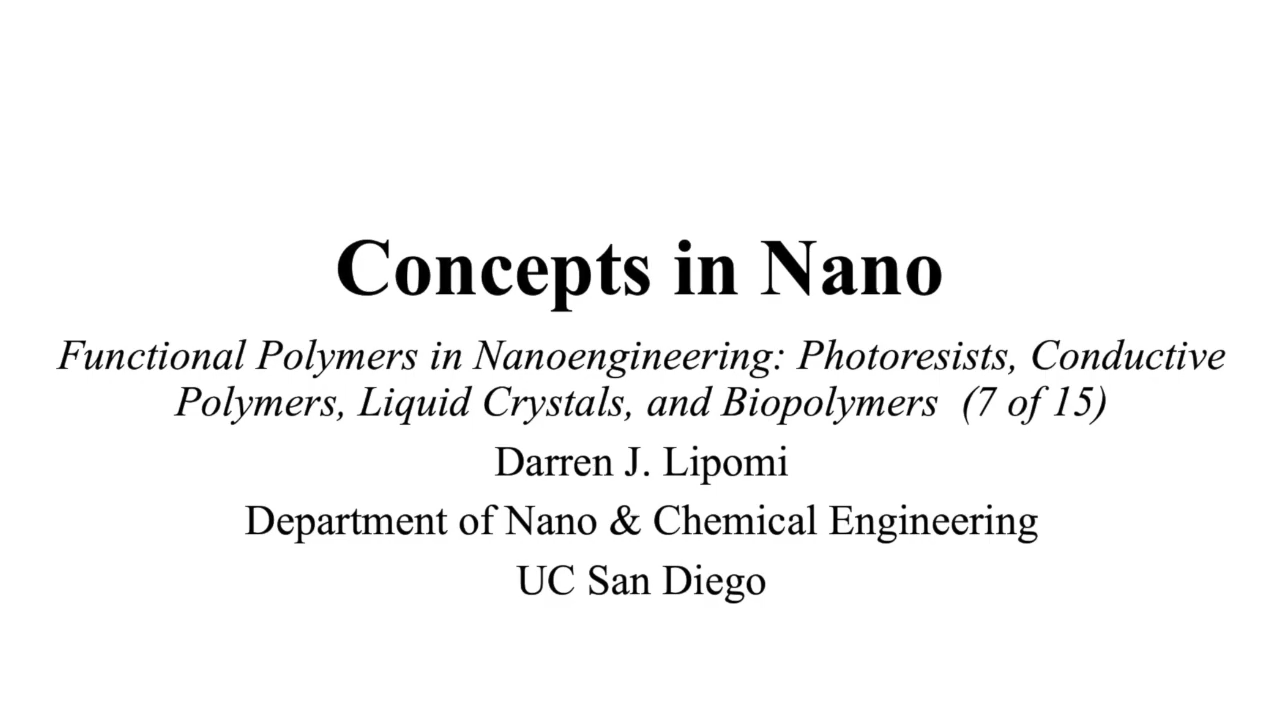 Concepts in Nano
Functional Polymers in Nanoengineering: Photoresists, Conductive
Polymers, Liquid Crystals, and Biopolymers  (7 of 15)
Darren J. Lipomi
Department of Nano & Chemical Engineering
UC San Diego